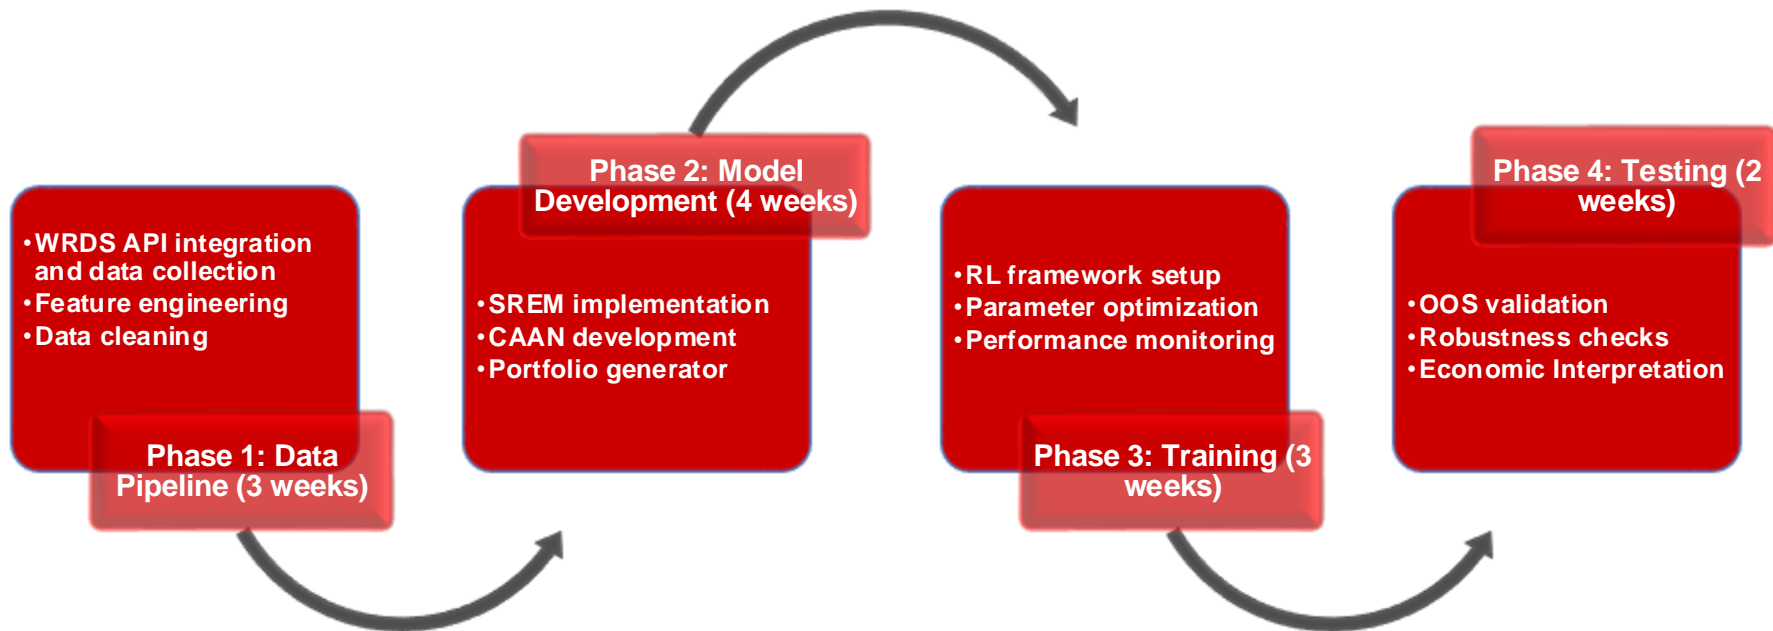 •WRDS API integration
and data collection
•Feature engineering
•Data cleaning
Phase 1: Data
Pipeline (3 weeks)
Phase 2: Model
Development (4 weeks)
•SREM implementation
•CAAN development
•Portfolio generator
•RL framework setup
•Parameter optimization
•Performance monitoring
Phase 3: Training (3
weeks)
Phase 4: Testing (2
weeks)
•OOS validation
•Robustness checks
•Economic Interpretation